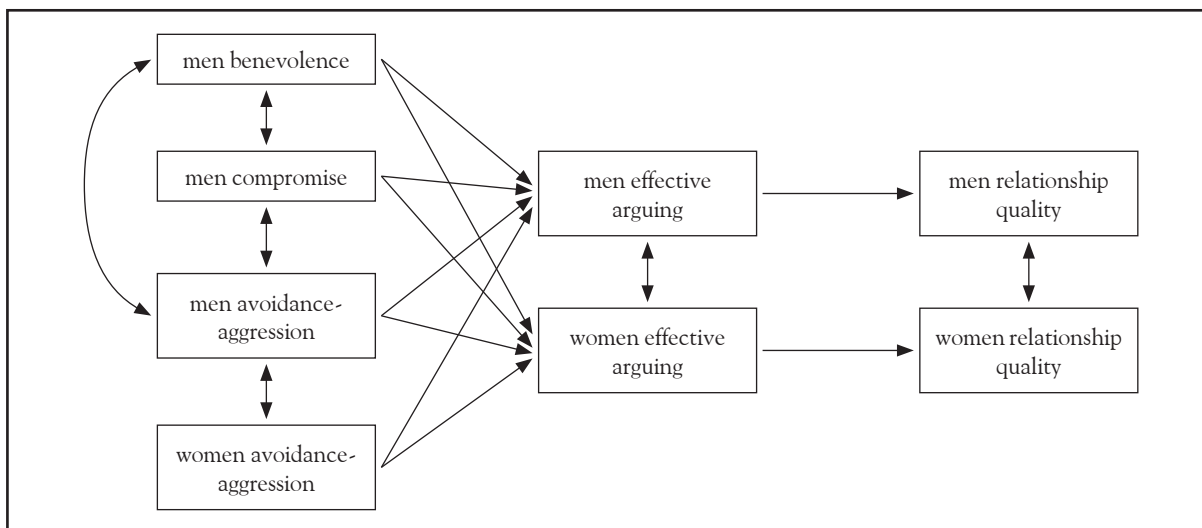 men benevolence
men compromise
men avoidance-
aggression
women avoidance-
aggression
men effective
arguing
women effective
arguing
men relationship
quality
women relationship
quality